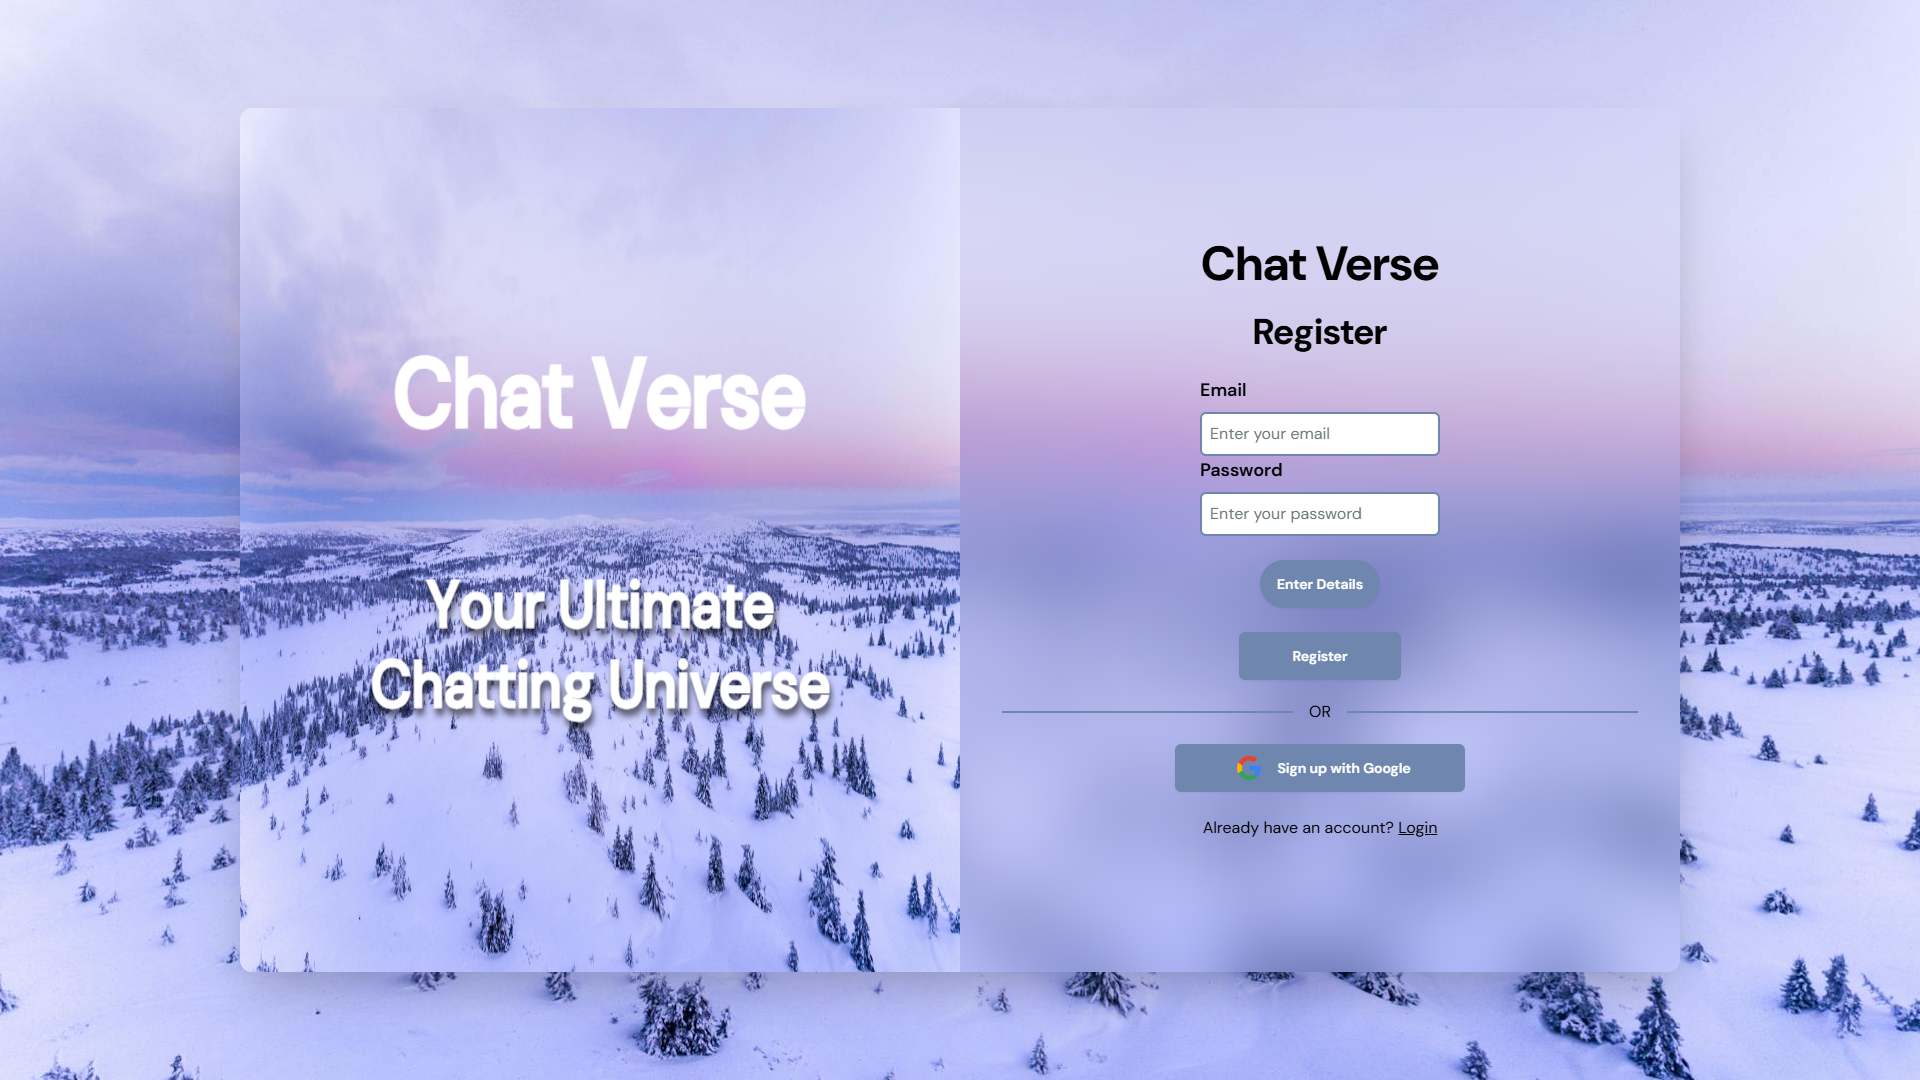 Chat Verse
Your Ultimate
Chatting Universe
Chat Verse
Register
Email
Enter your email
Password
Enter your password
Enter Details
Register
OR
Sign up with Google
Already have an account? Login